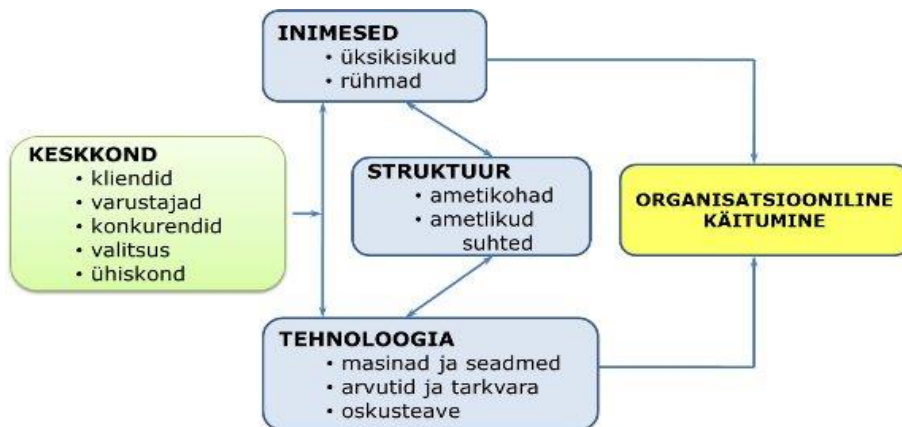 INIMESED
• üksikisikud
• rühmad
KESKKOND
• kliendid
• varustajad
• konkurendid
• valitsus
• ühiskond
STRUKTUUR
• ametikohad
• ametlikud
suhted
ORGANISATSIOONILINE
KÄITUMINE
TEHNOLOOGIA
• masinad ja seadmed
• arvutid ja tarkvara
• oskusteave